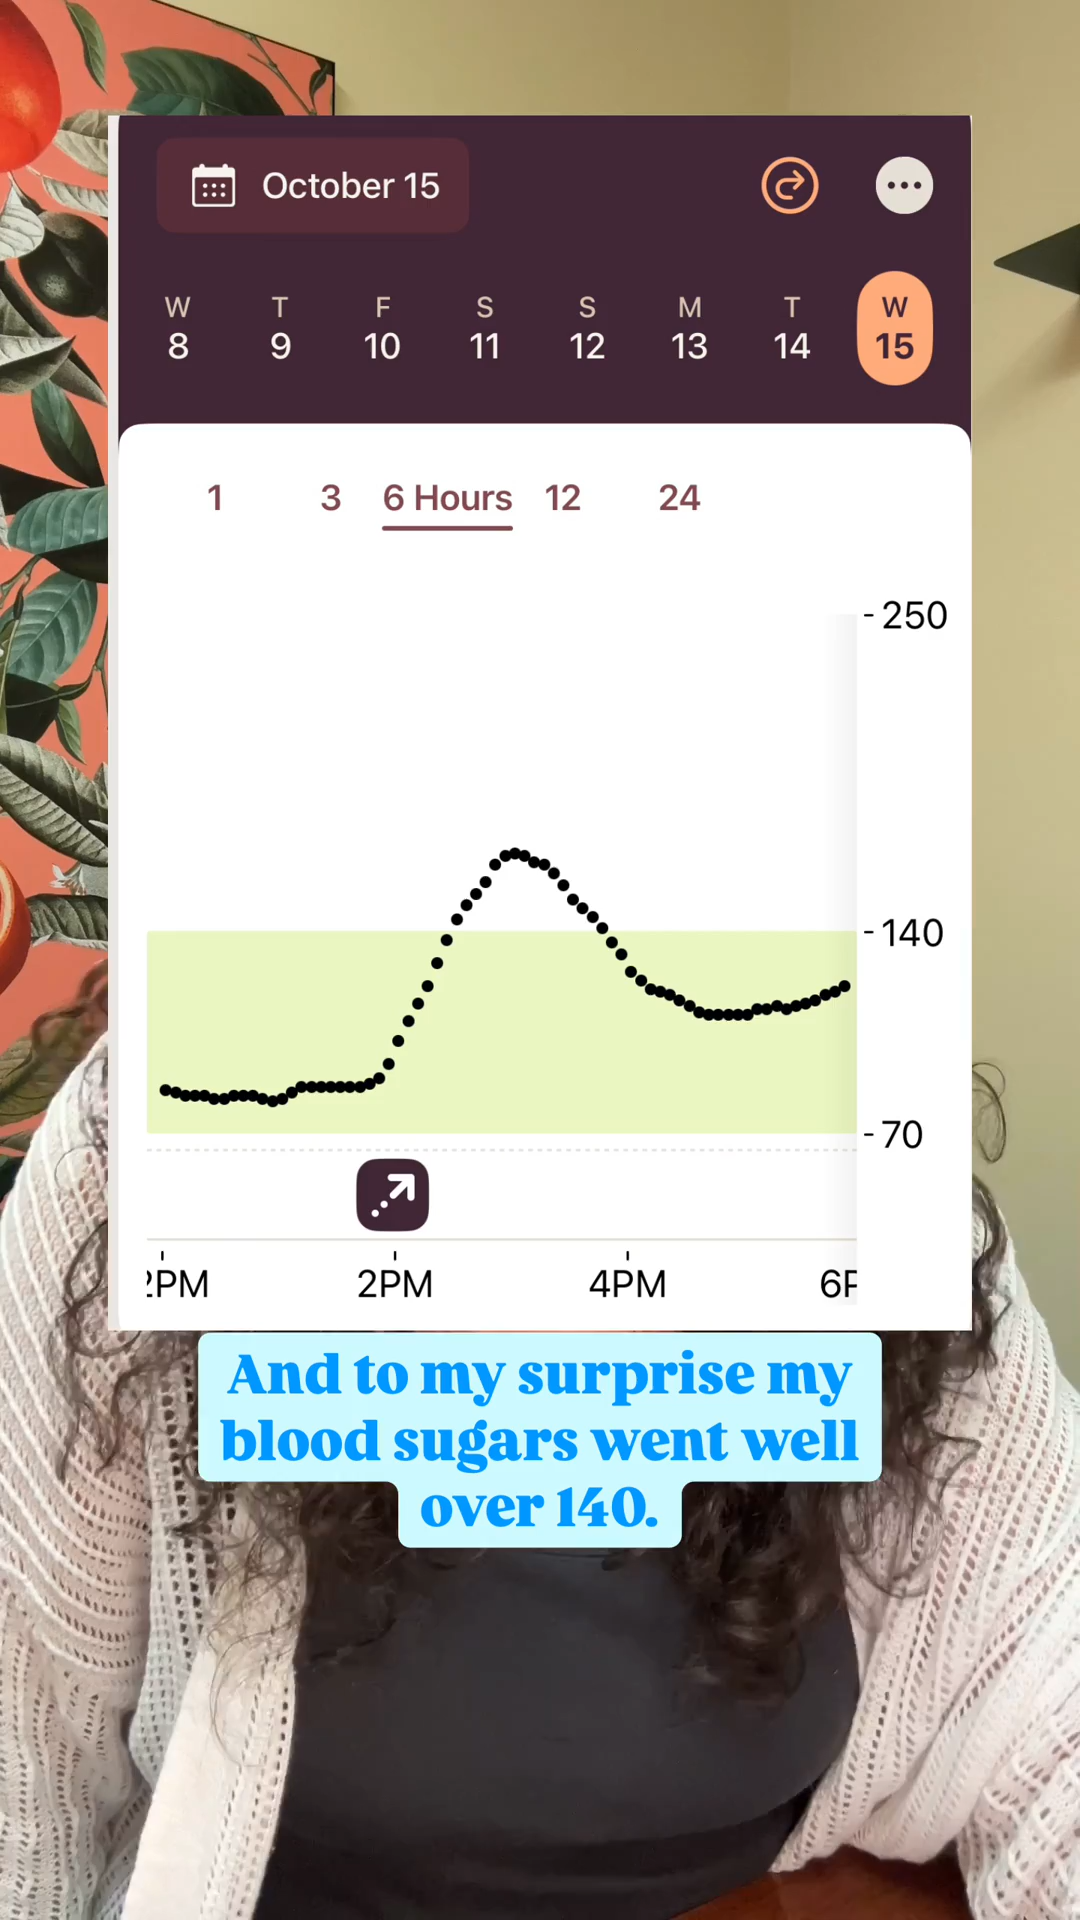 October 15
W T F S S M T W
8 9 10 11 12 13 14 15
1 3 6 Hours 12 24
250
140
70
2PM 4PM
And to my surprise my
blood sugars went well
over 140.